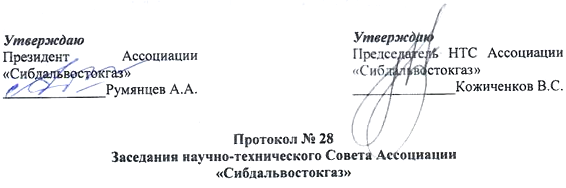 Утверждаю
Президент Ассоциации
«Сибдальвостокгаз»
Румянцев А.А.
Утверждаю
Председатель НТС Ассоциации
«Сибдальвостокгаз»
Кожиченков В.С.
Протокол № 28
Заседания научно-технического Совета Ассоциации
«Сибдальвостокгаз»